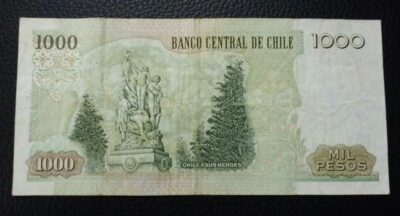 1000 BANCO CENTRAL DE CHILE 1000
CHILE A SUS HEROES
1000 MIL
PESOS